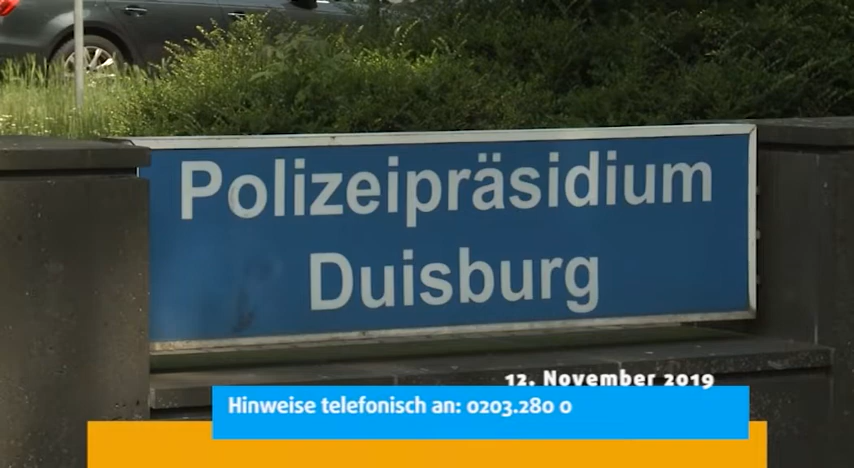 Polizeipräsidium
Duisburg
12. November 2019
Hinweise telefonisch an: 0203.280 0